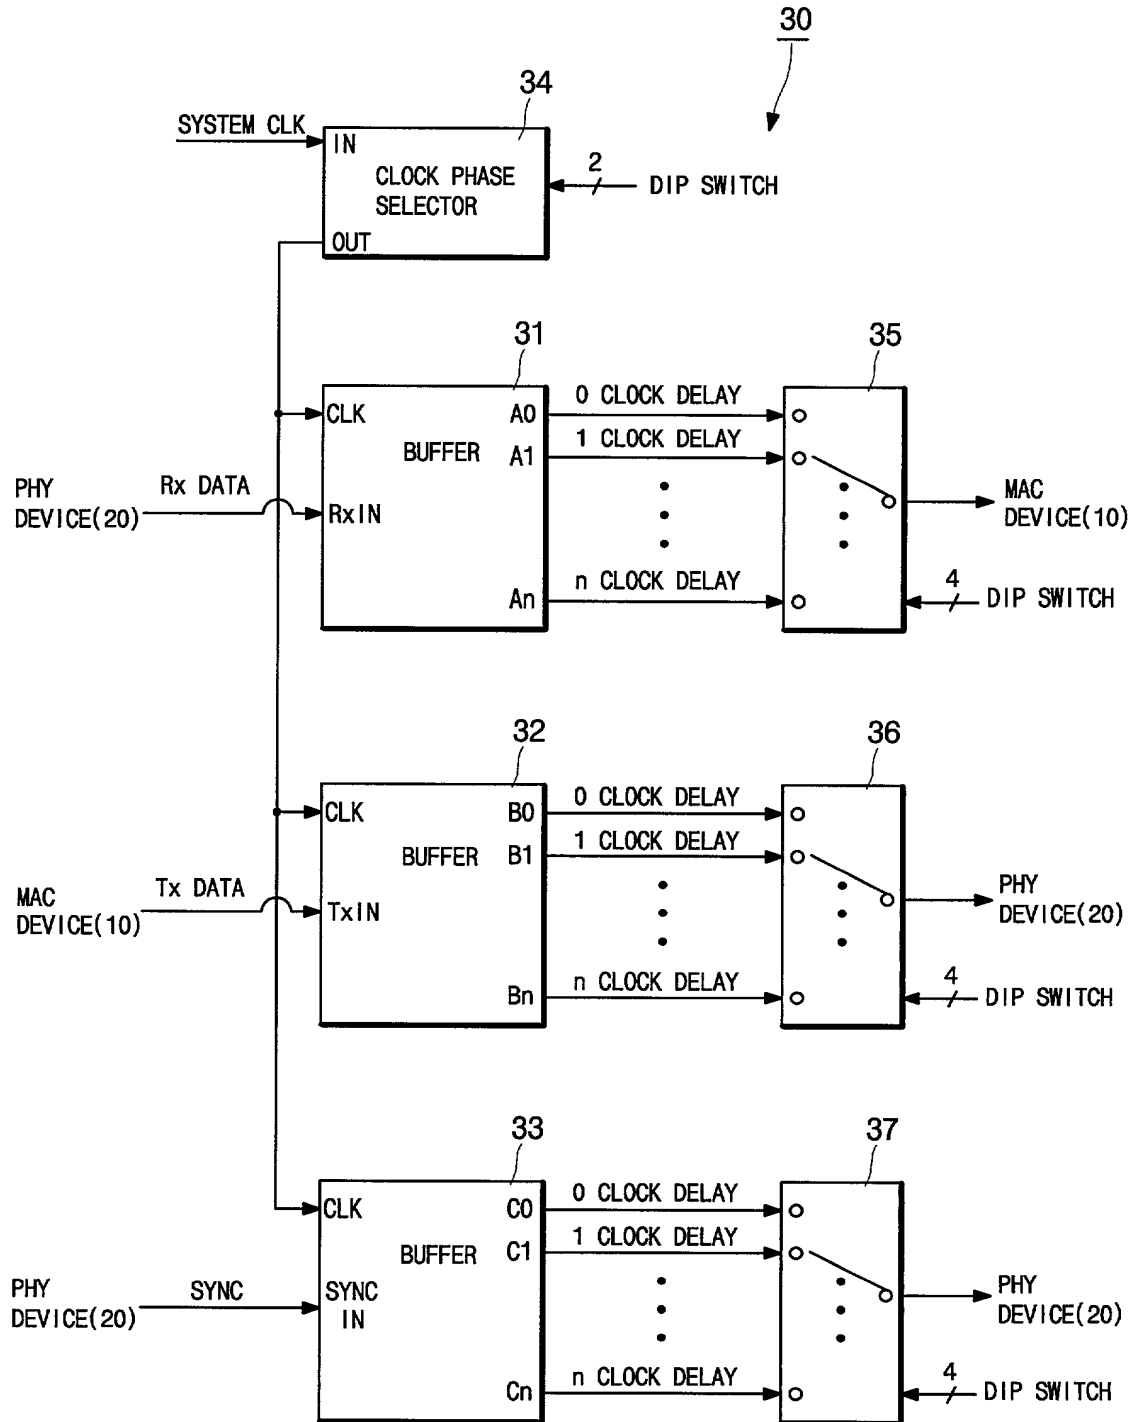 30
34
SYSTEM CLK
IN
CLOCK PHASE
SELECTOR
OUT
2
DIP SWITCH
31
35
CLK
BUFFER
RxIN
A0
A1
An
0 CLOCK DELAY
1 CLOCK DELAY
n CLOCK DELAY
PHY
DEVICE(20)
Rx DATA
MAC
DEVICE(10)
4
DIP SWITCH
32
36
CLK
BUFFER
TxIN
B0
B1
Bn
0 CLOCK DELAY
1 CLOCK DELAY
n CLOCK DELAY
MAC
DEVICE(10)
Tx DATA
PHY
DEVICE(20)
4
DIP SWITCH
33
37
CLK
BUFFER
SYNC
IN
C0
C1
Cn
0 CLOCK DELAY
1 CLOCK DELAY
n CLOCK DELAY
PHY
DEVICE(20)
SYNC
PHY
DEVICE(20)
4
DIP SWITCH